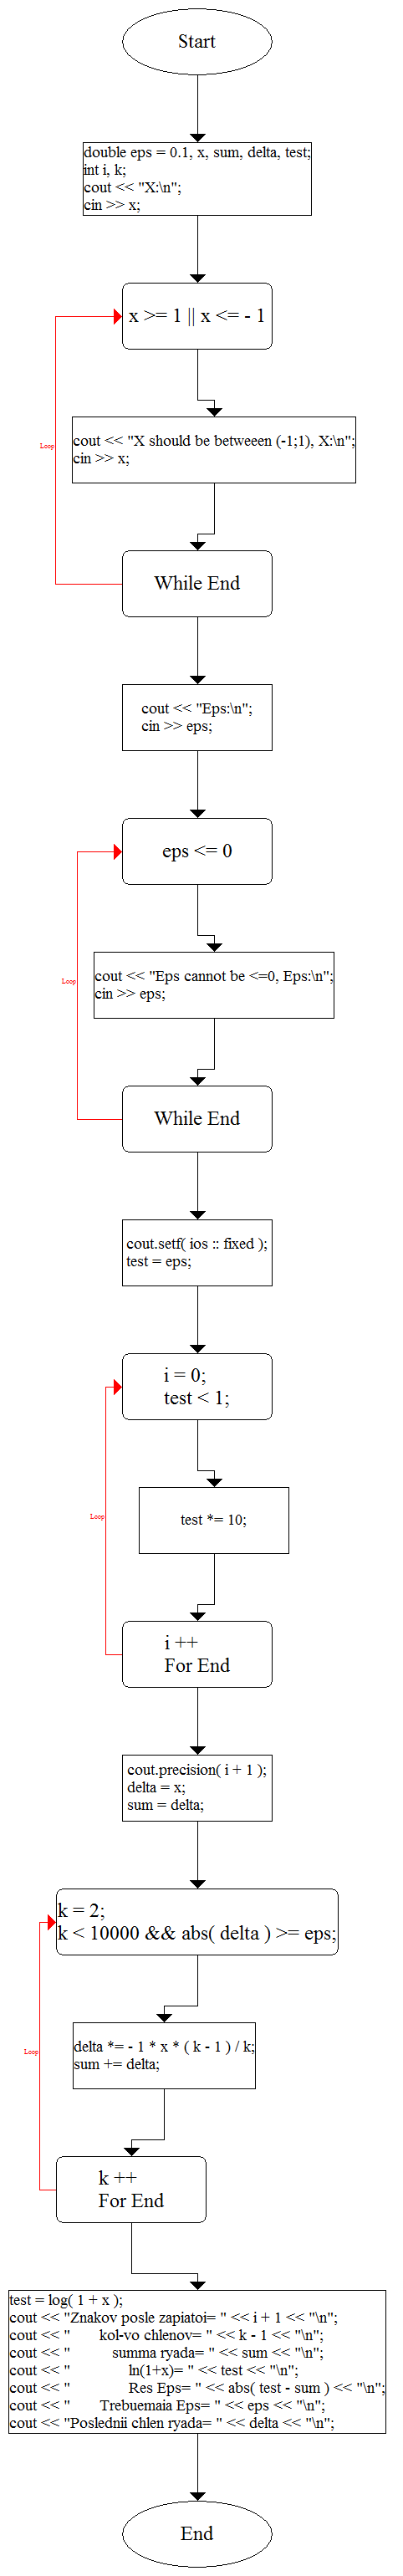 Start
double eps = 0.1, x, sum, delta, test;
int i, k;
cout << "X:\n";
cin >> x;
x >= 1 || x <= - 1
Loop
cout << "X should be betweeen (-1;1), X:\n";
cin >> x;
While End
cout << "Eps:\n";
cin >> eps;
eps <= 0
Loop
cout << "Eps cannot be <=0, Eps:\n";
cin >> eps;
While End
cout.setf( ios :: fixed );
test = eps;
i = 0;
test < 1;
Loop
test *= 10;
i ++
For End
cout.precision( i + 1 );
delta = x;
sum = delta;
k = 2;
k < 10000 && abs( delta ) >= eps;
Loop
delta *= - 1 * x * ( k - 1 ) / k;
sum += delta;
k ++
For End
test = log( 1 + x );
cout << "Znakov posle zapiatoi= " << i + 1 << "\n";
cout << "        kol-vo chlenov= " << k - 1 << "\n";
cout << "           summa ryada= " << sum << "\n";
cout << "               ln(1+x)= " << test << "\n";
cout << "               Res Eps= " << abs( test - sum ) << "\n";
cout << "        Trebuemaia Eps= " << eps << "\n";
cout << "Poslednii chlen ryada= " << delta << "\n";
End